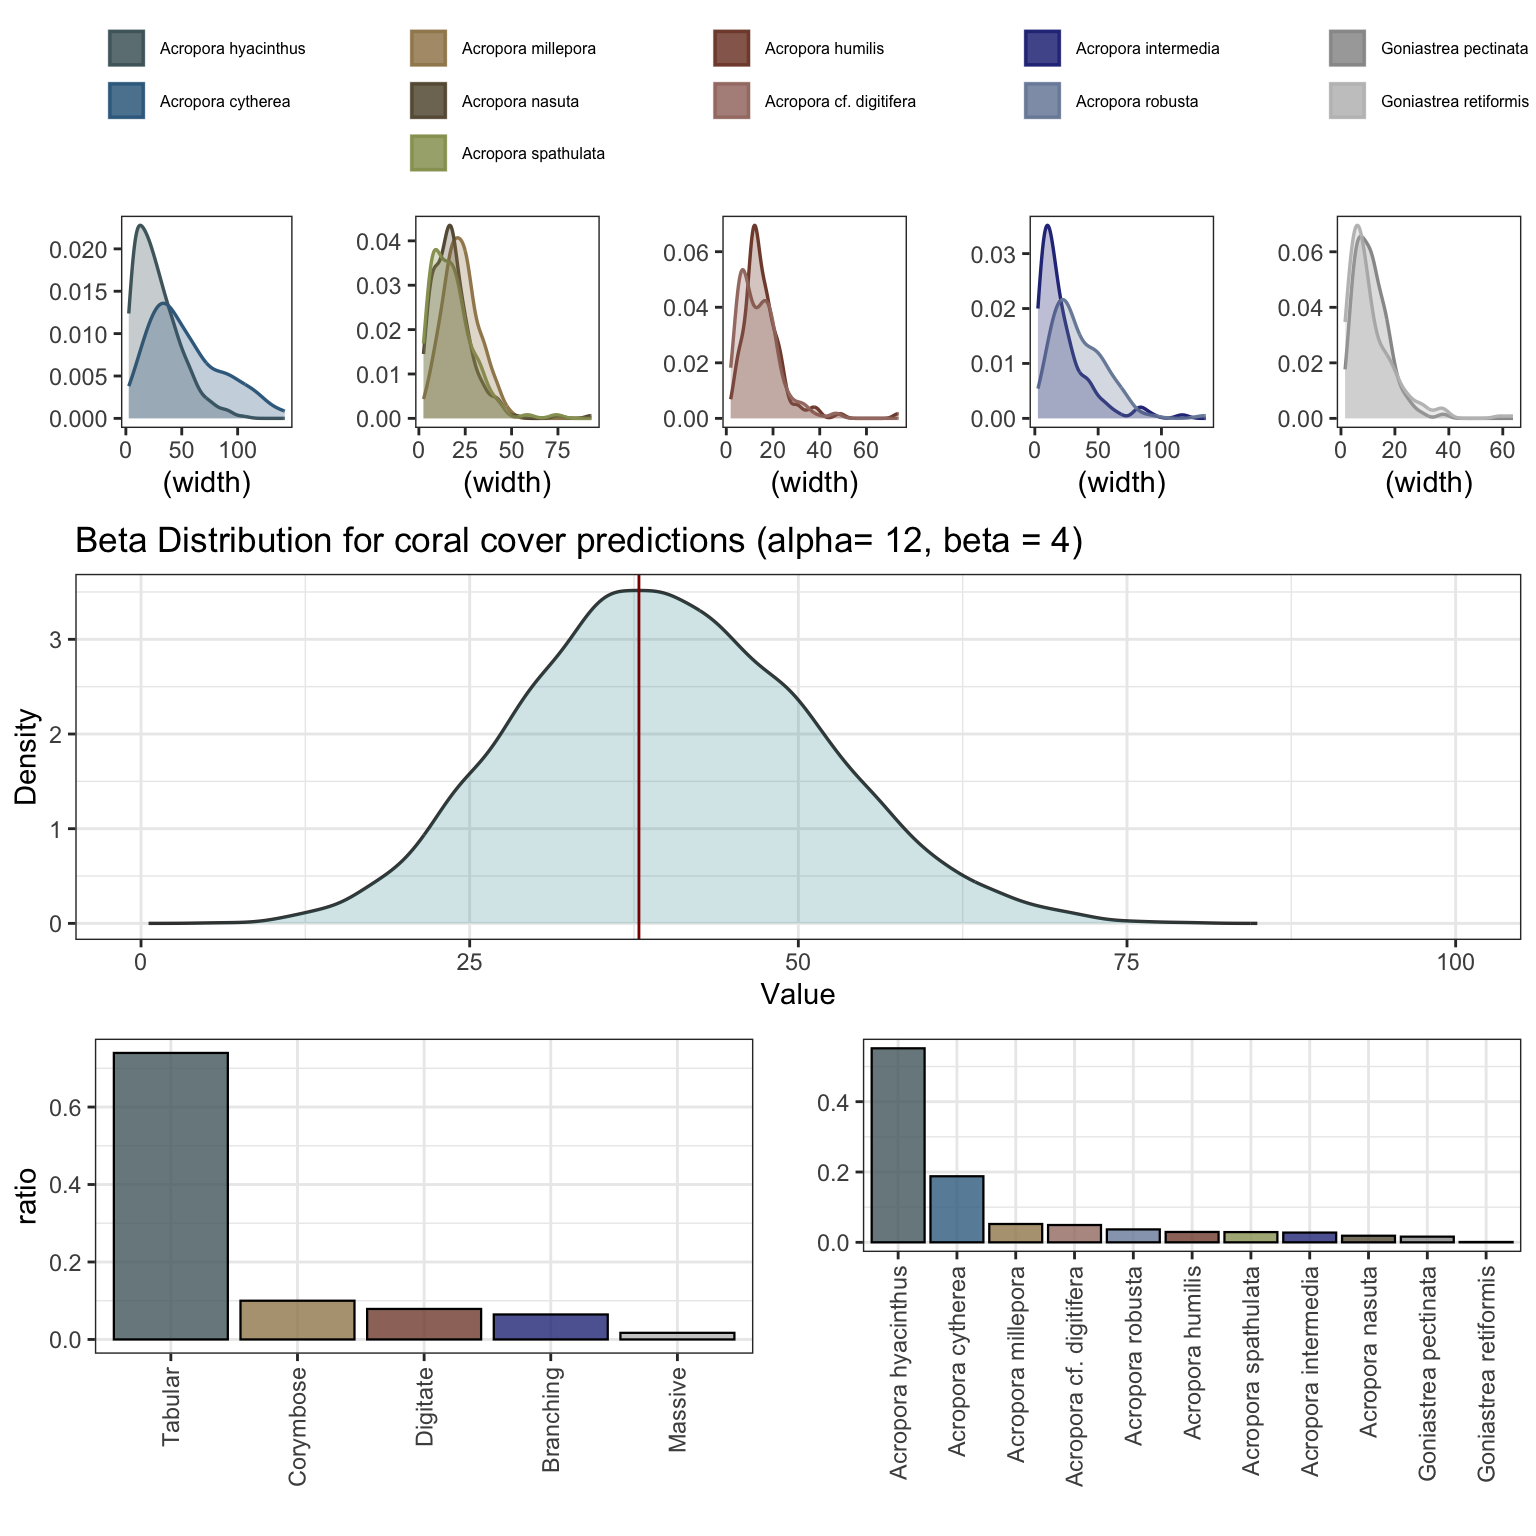 Acropora hyacinthus Acropora millepora Acropora humilis Acropora intermedia Goniastrea pectinata
Acropora cytherea Acropora nasuta Acropora cf. digitifera Acropora robusta Goniastrea retiformis
Acropora spathulata
0.020
0.015
0.010
0.005
0.000
0 50 100
(width)
0.04
0.03
0.02
0.01
0.00
0 25 50 75
(width)
0.06
0.04
0.02
0.00
0 20 40 60
(width)
0.03
0.02
0.01
0.00
0 50 100
(width)
0.06
0.04
0.02
0.00
0 20 40 60
(width)
Beta Distribution for coral cover predictions (alpha= 12, beta = 4)
Density
3
2
1
0
0 25 50 75 100
Value
ratio
0.6
0.4
0.2
0.0
Tabular
Corymbose
Digitate
Branching
Massive
0.4
0.2
0.0
Acropora hyacinthus
Acropora cytherea
Acropora millepora
Acropora cf. digitifera
Acropora robusta
Acropora humilis
Acropora spathulata
Acropora intermedia
Acropora nasuta
Goniastrea pectinata
Goniastrea retiformis